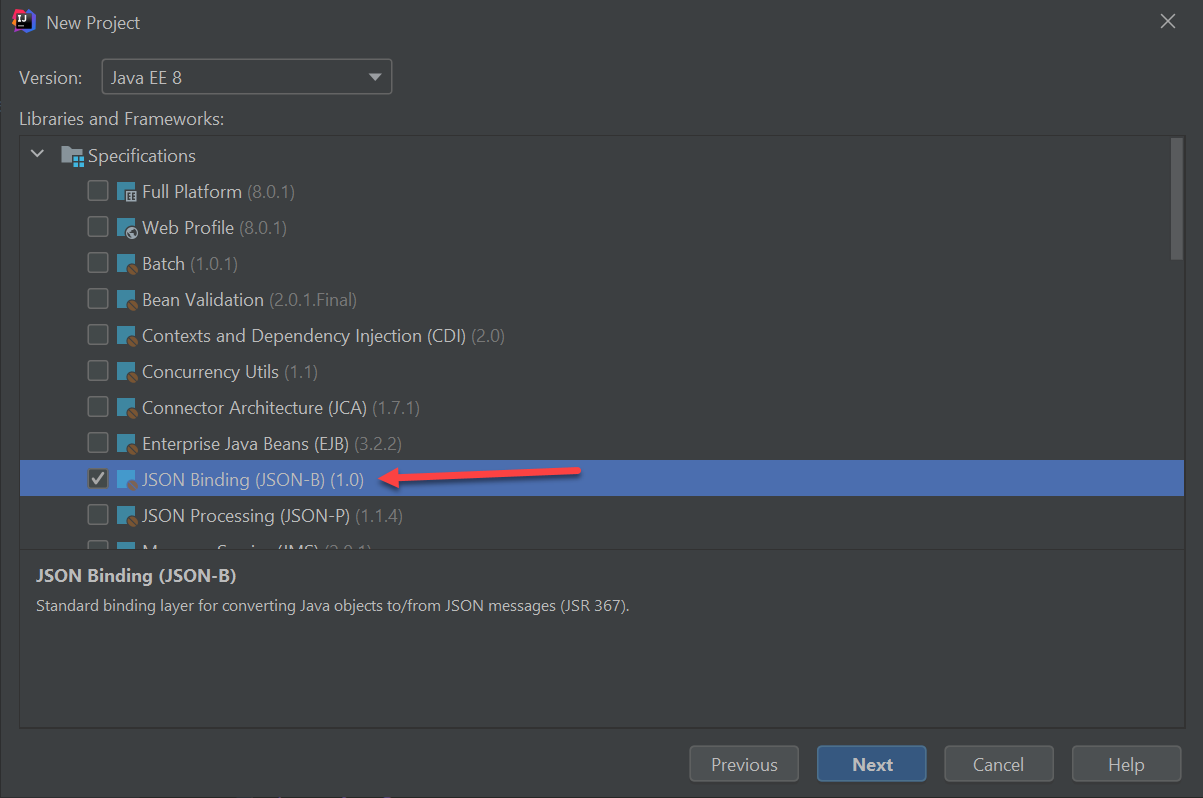 New Project
Version: Java EE 8
Libraries and Frameworks:
Specifications
Full Platform (8.0.1)
Web Profile (8.0.1)
Batch (1.0.1)
Bean Validation (2.0.1.Final)
Contexts and Dependency Injection (CDI) (2.0)
Concurrency Utils (1.1)
Connector Architecture (JCA) (1.7.1)
Enterprise Java Beans (EJB) (3.2.2)
JSON Binding (JSON-B) (1.0)
JSON Processing (JSON-P) (1.1.4)
JSON Binding (JSON-B)
Standard binding layer for converting Java objects to/from JSON messages (JSR 367).
Previous Next Cancel Help